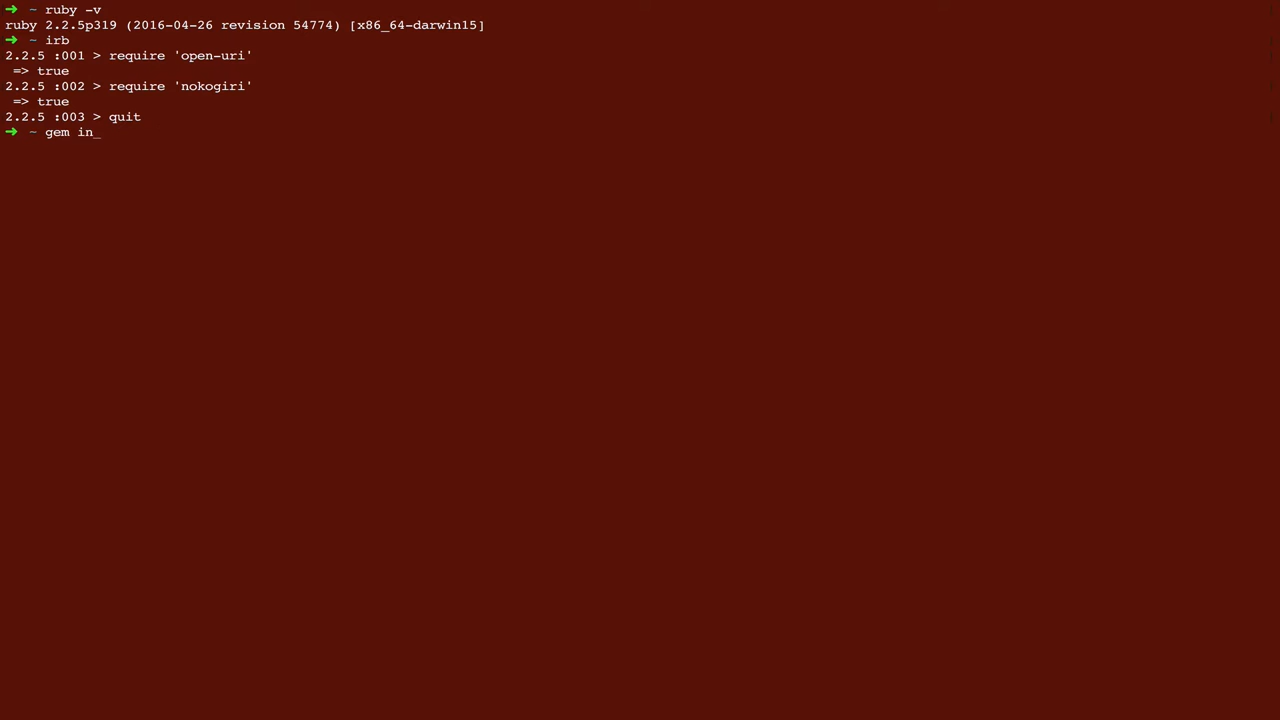 ➜ ~ ruby -v
ruby 2.2.5p319 (2016-04-26 revision 54774) [x86_64-darwin15]
➜ ~ irb
2.2.5 :001 > require 'open-uri'
 => true
2.2.5 :002 > require 'nokogiri'
 => true
2.2.5 :003 > quit
➜ ~ gem in_